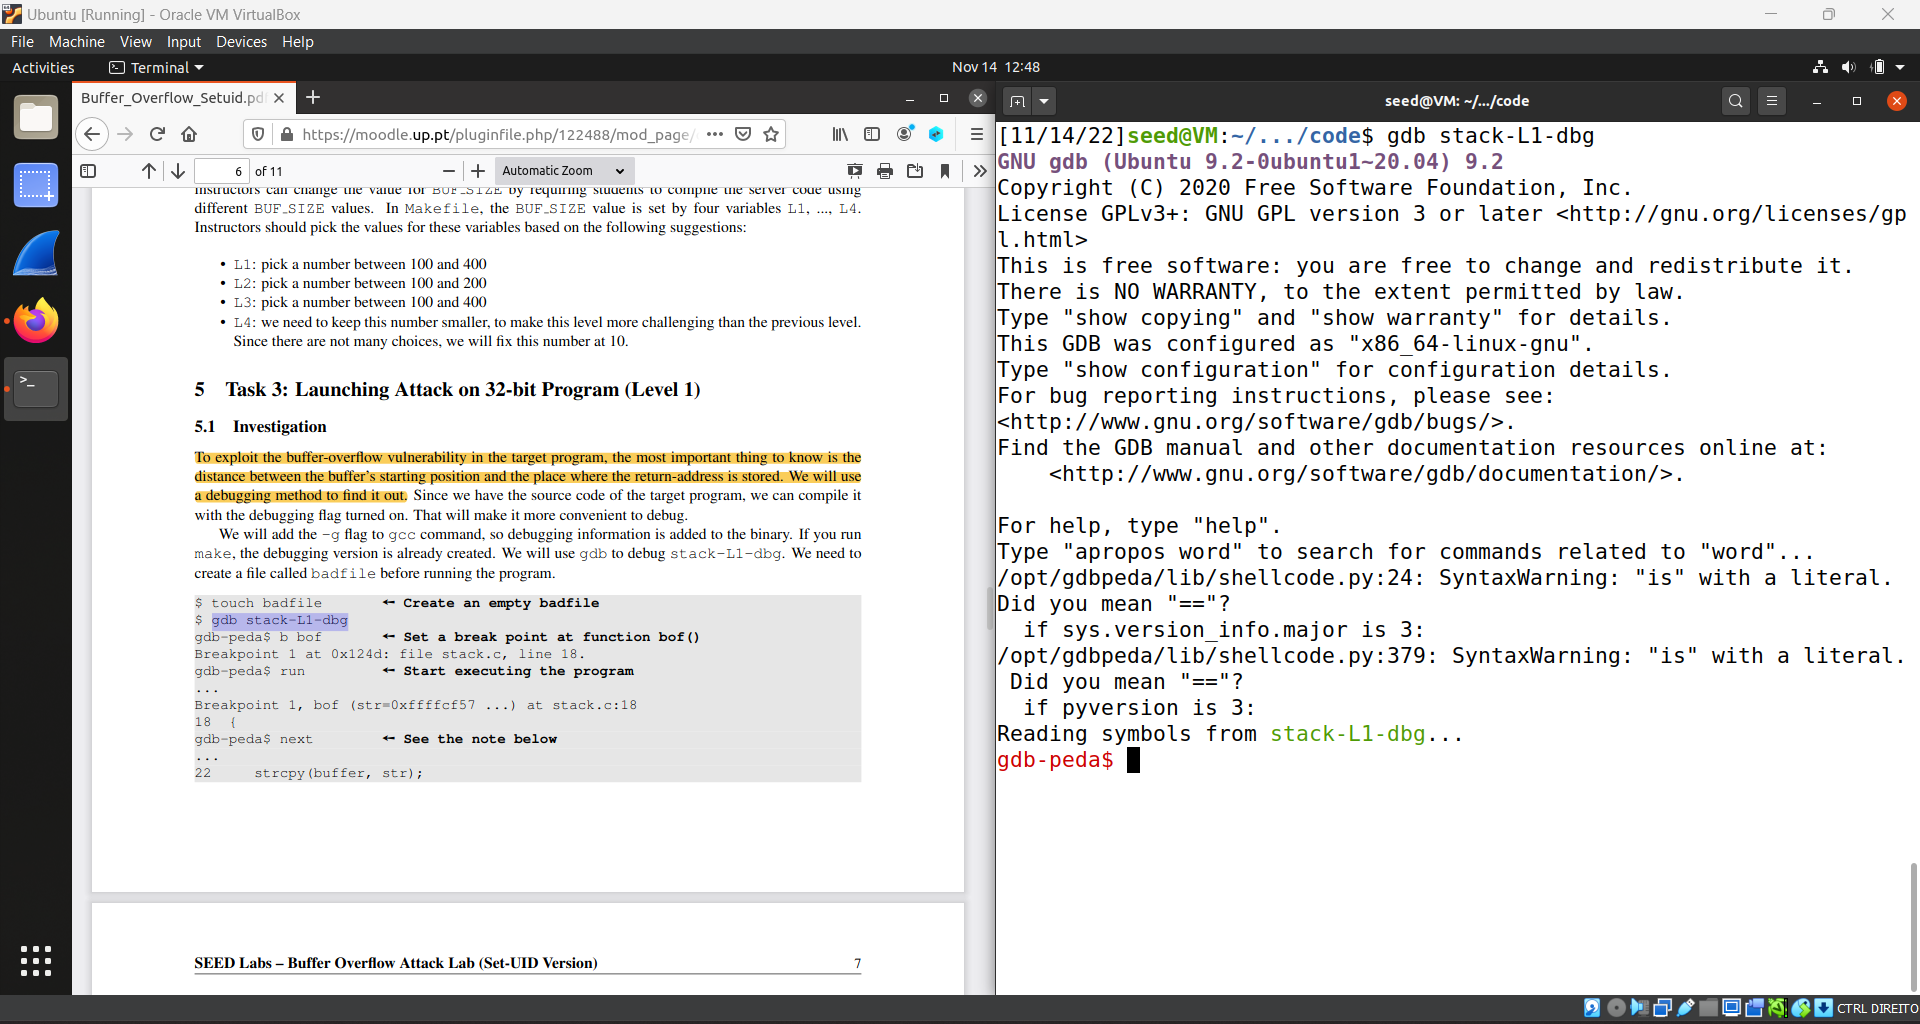 Ubuntu [Running] - Oracle VM VirtualBox
File Machine View Input Devices Help
Activities Terminal Nov 14 12:48
Buffer_Overflow_Setuid.pd
https://moodle.up.pt/pluginfile.php/122488/mod_page/
6 of 11 Automatic Zoom
instructors can change the value for BUF_SIZE by requiring students to compile the server code using
different BUF_SIZE values. In Makefile, the BUF_SIZE value is set by four variables L1, ..., L4.
Instructors should pick the values for these variables based on the following suggestions:
• L1: pick a number between 100 and 400
• L2: pick a number between 100 and 200
• L3: pick a number between 100 and 400
• L4: we need to keep this number smaller, to make this level more challenging than the previous level.
Since there are not many choices, we will fix this number at 10.
5 Task 3: Launching Attack on 32-bit Program (Level 1)
5.1 Investigation
To exploit the buffer-overflow vulnerability in the target program, the most important thing to know is the
distance between the buffer's starting position and the place where the return-address is stored. We will use
a debugging method to find it out. Since we have the source code of the target program, we can compile it
with the debugging flag turned on. That will make it more convenient to debug.
We will add the -g flag to gcc command, so debugging information is added to the binary. If you run
make, the debugging version is already created. We will use gdb to debug stack-L1-dbg. We need to
create a file called badfile before running the program.
$ touch badfile ← Create an empty badfile
$ gdb stack-L1-dbg
gdb-peda$ b bof ← Set a break point at function bof()
Breakpoint 1 at 0x124d: file stack.c, line 18.
gdb-peda$ run ← Start executing the program
...
Breakpoint 1, bof (str=0xffffcf57 ...) at stack.c:18
18 {
gdb-peda$ next ← See the note below
...
22 strcpy(buffer, str);
SEED Labs – Buffer Overflow Attack Lab (Set-UID Version) 7
seed@VM: ~/.../code
[11/14/22]seed@VM:~/.../code$ gdb stack-L1-dbg
GNU gdb (Ubuntu 9.2-0ubuntu1~20.04) 9.2
Copyright (C) 2020 Free Software Foundation, Inc.
License GPLv3+: GNU GPL version 3 or later <http://gnu.org/licenses/gp
l.html>
This is free software: you are free to change and redistribute it.
There is NO WARRANTY, to the extent permitted by law.
Type "show copying" and "show warranty" for details.
This GDB was configured as "x86_64-linux-gnu".
Type "show configuration" for configuration details.
For bug reporting instructions, please see:
<http://www.gnu.org/software/gdb/bugs/>.
Find the GDB manual and other documentation resources online at:
<http://www.gnu.org/software/gdb/documentation/>.
For help, type "help".
Type "apropos word" to search for commands related to "word"...
/opt/gdbpeda/lib/shellcode.py:24: SyntaxWarning: "is" with a literal.
Did you mean "=="?
if sys.version_info.major is 3:
/opt/gdbpeda/lib/shellcode.py:379: SyntaxWarning: "is" with a literal.
Did you mean "=="?
if pyversion is 3:
Reading symbols from stack-L1-dbg...
gdb-peda$
CTRL DIREITO